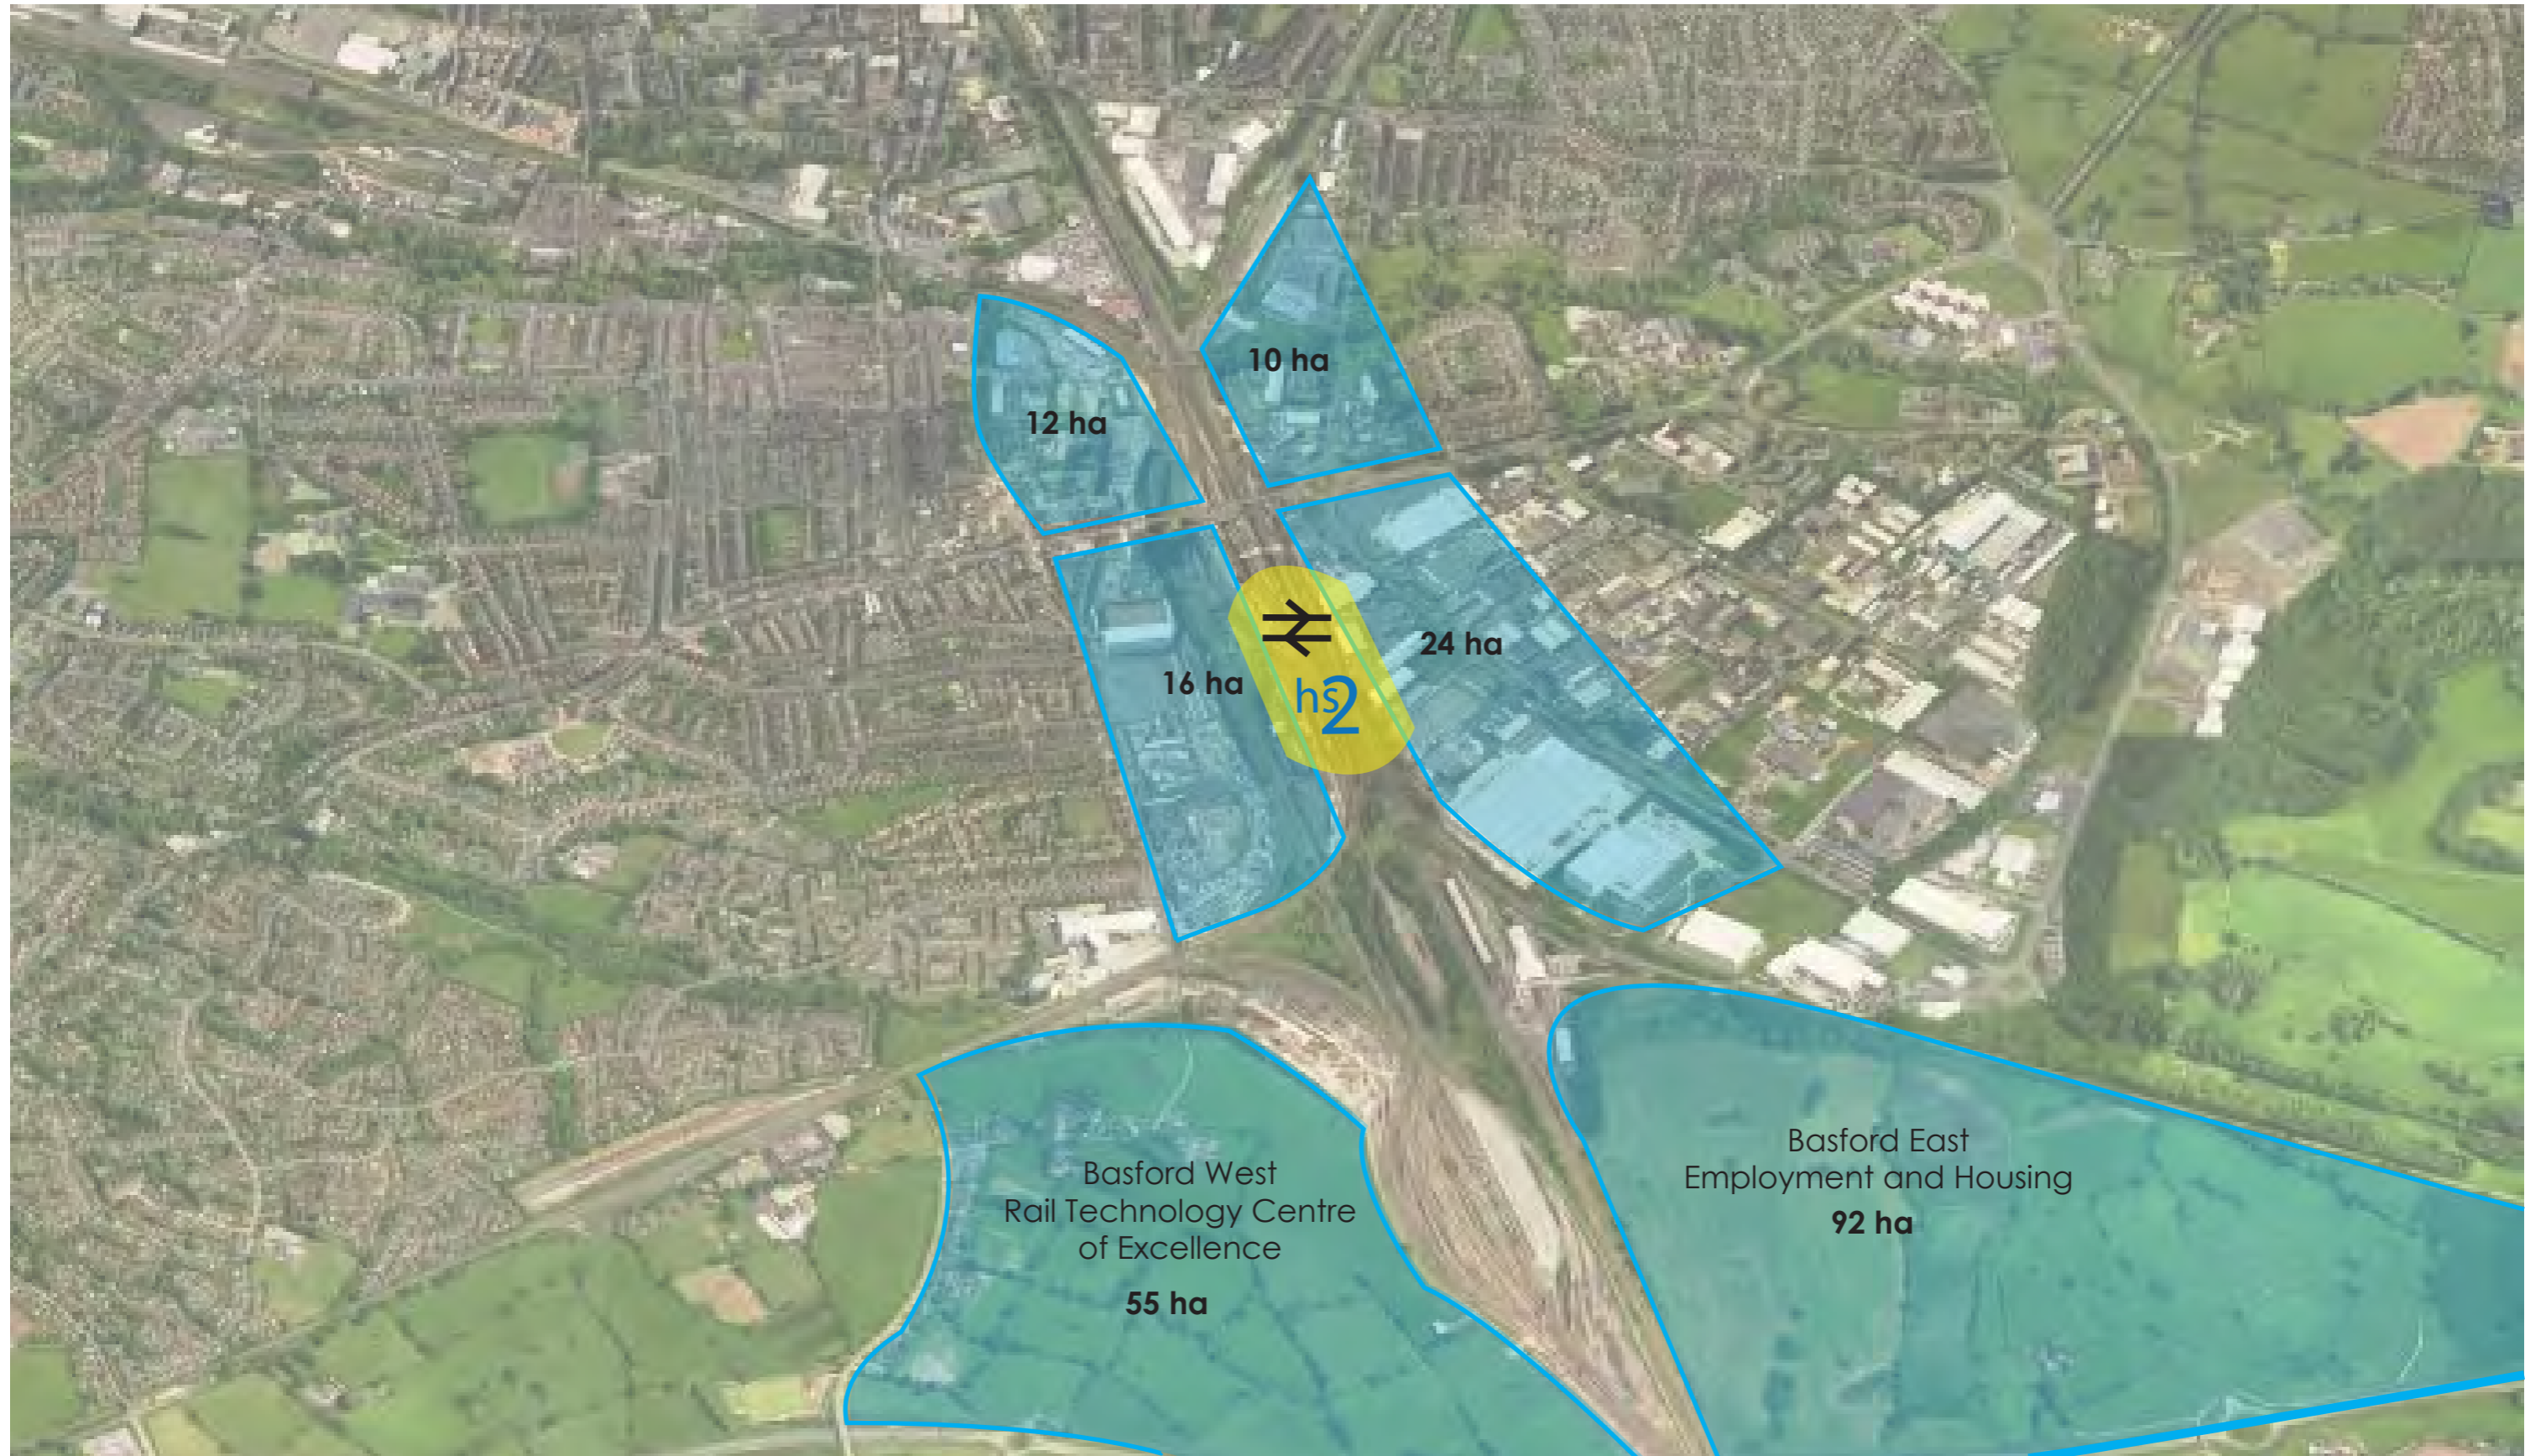 10 ha
12 ha
24 ha
16 ha
hs2
Basford West
Rail Technology Centre
of Excellence
55 ha
Basford East
Employment and Housing
92 ha